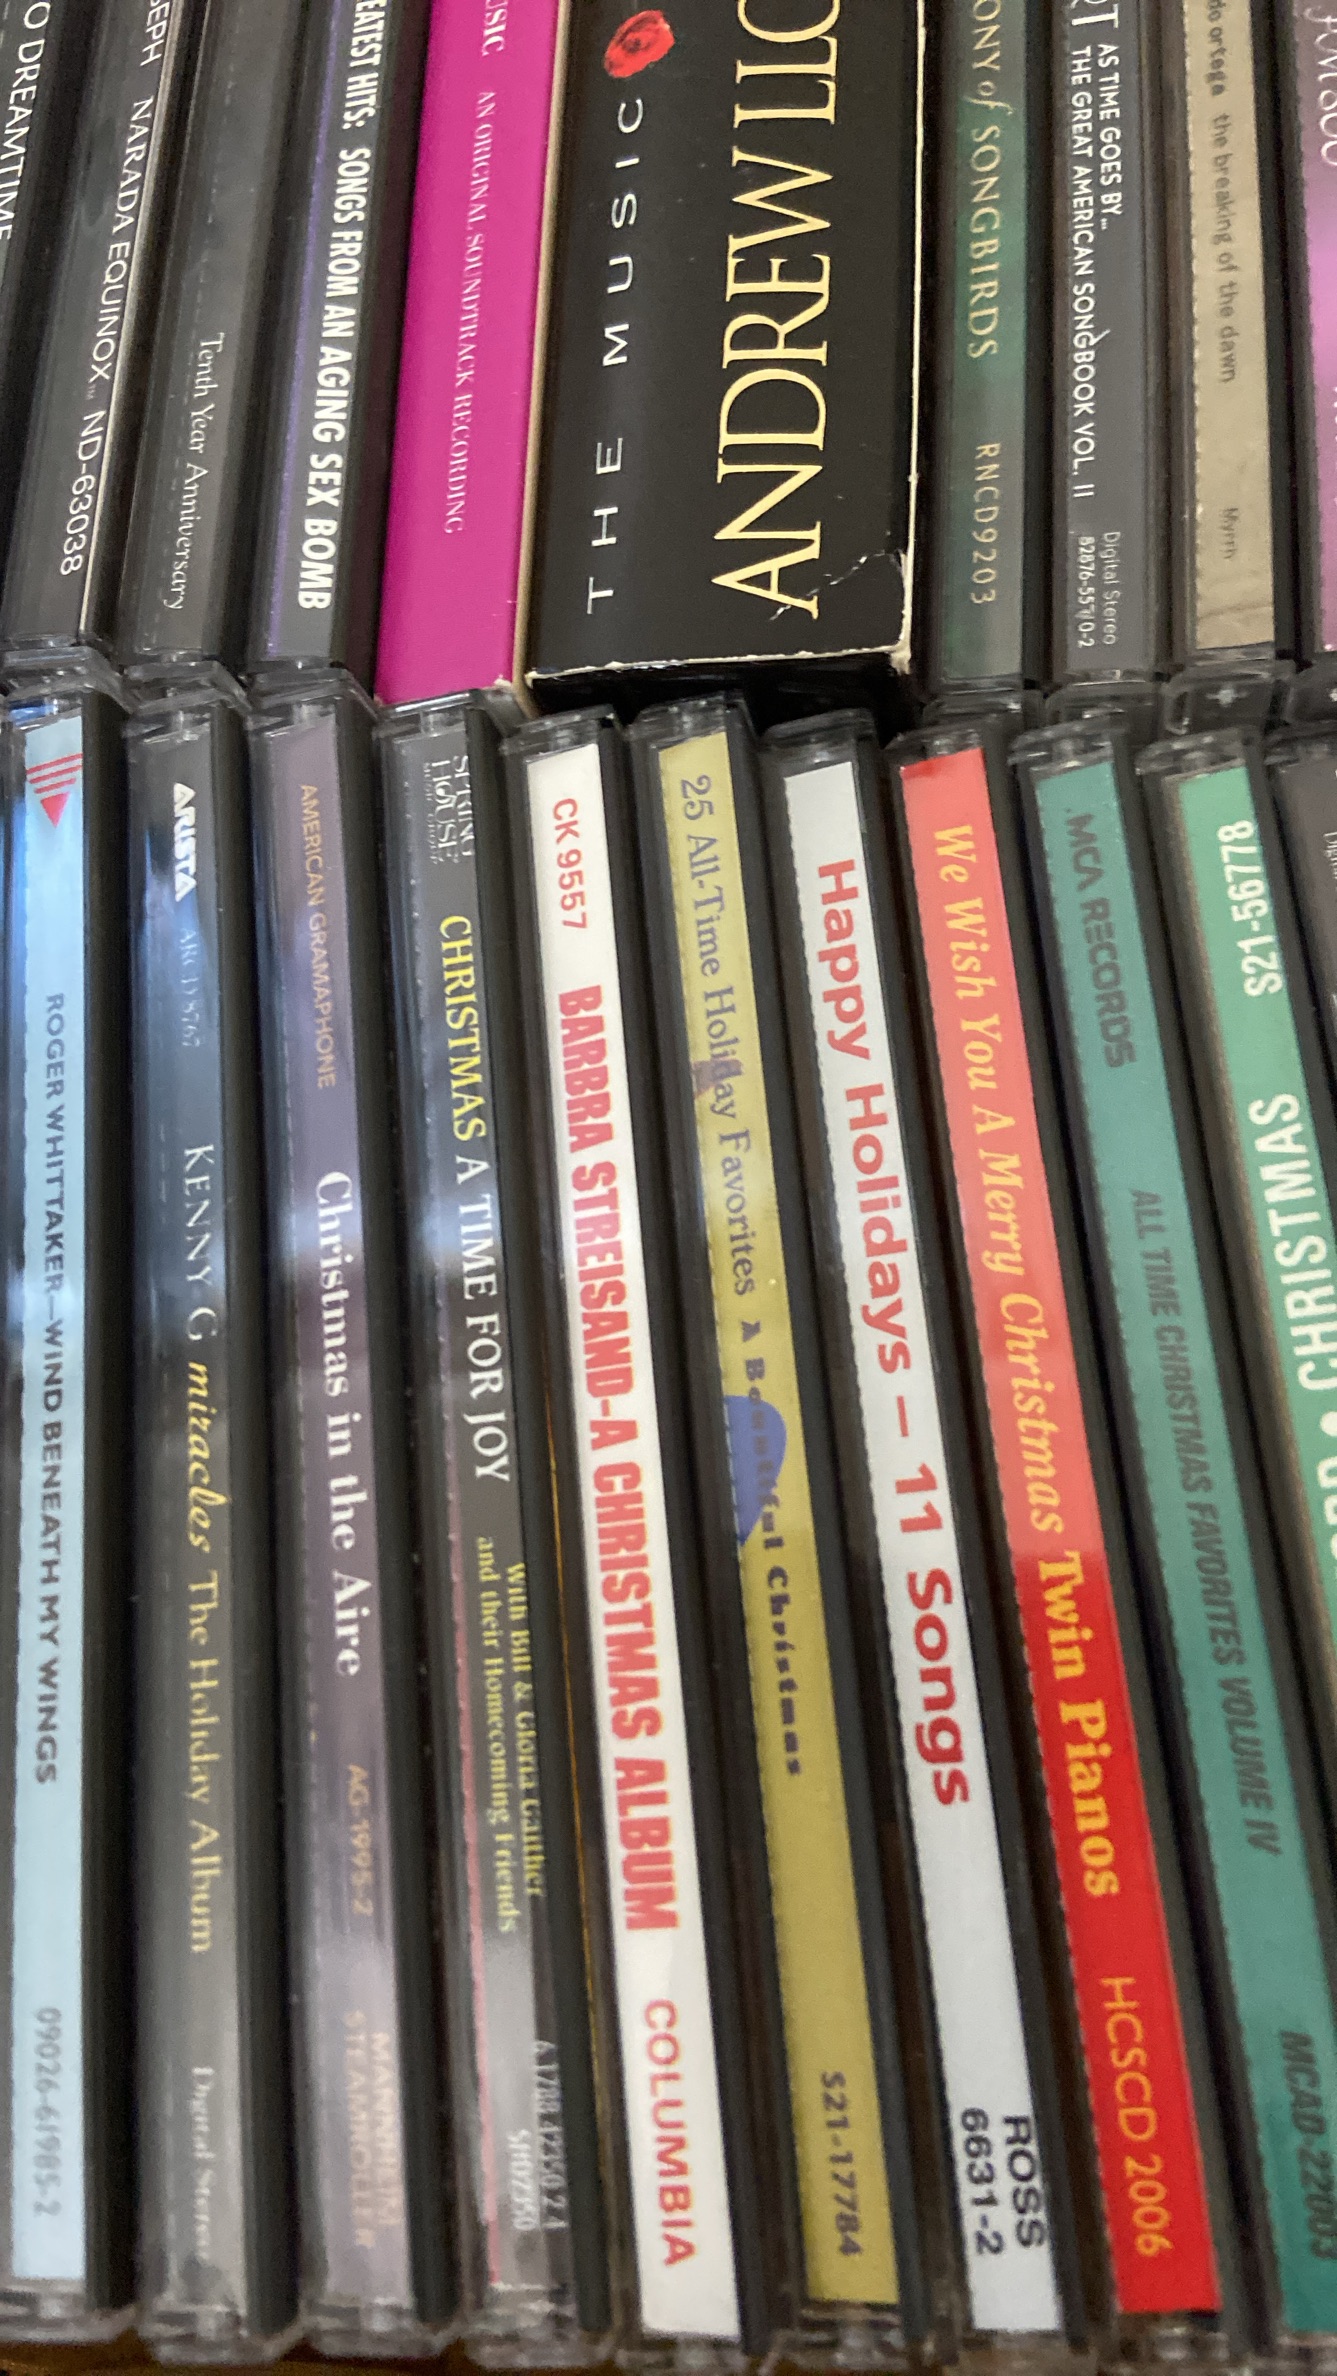 O DREAMTIME
SEPH NARADA EQUINOX ND-63038
Tenth Year Anniversary
EATEST HITS: SONGS FROM AN AGING SEX BOMB
USIC AN ORIGINAL SOUNDTRACK RECORDING
THE MUSIC O
ANDREW LLO
ONY of SONGBIRDS RNCD9203
T AS TIME GOES BY...
THE GREAT AMERICAN SONGBOOK VOL. II
Digital Stereo
do ortega the breaking of the dawn Myrrh
ROGER WHITTAKER—WIND BENEATH MY WINGS 09026-61985-2
ARISTA KENNY G miracles The Holiday Album Digital Stereo
AMERICAN GRAMAPHONE Christmas in the Aire AG-1995-2 MANNHEIM
STEAMROLLER
SPRING
HOUSE
CHRISTMAS A TIME FOR JOY With Bill & Gloria Gaither
and their Homecoming Friends
CK 9557 BARBRA STREISAND-A CHRISTMAS ALBUM COLUMBIA
25 All-Time Holiday Favorites A Beautiful Christmas S21-17784
Happy Holidays – 11 Songs ROSS
6631-2
We Wish You A Merry Christmas Twin Pianos HCSCD 2006
MCA RECORDS ALL TIME CHRISTMAS FAVORITES VOLUME IV MCAD-22003
S21-56778 CHRISTMAS